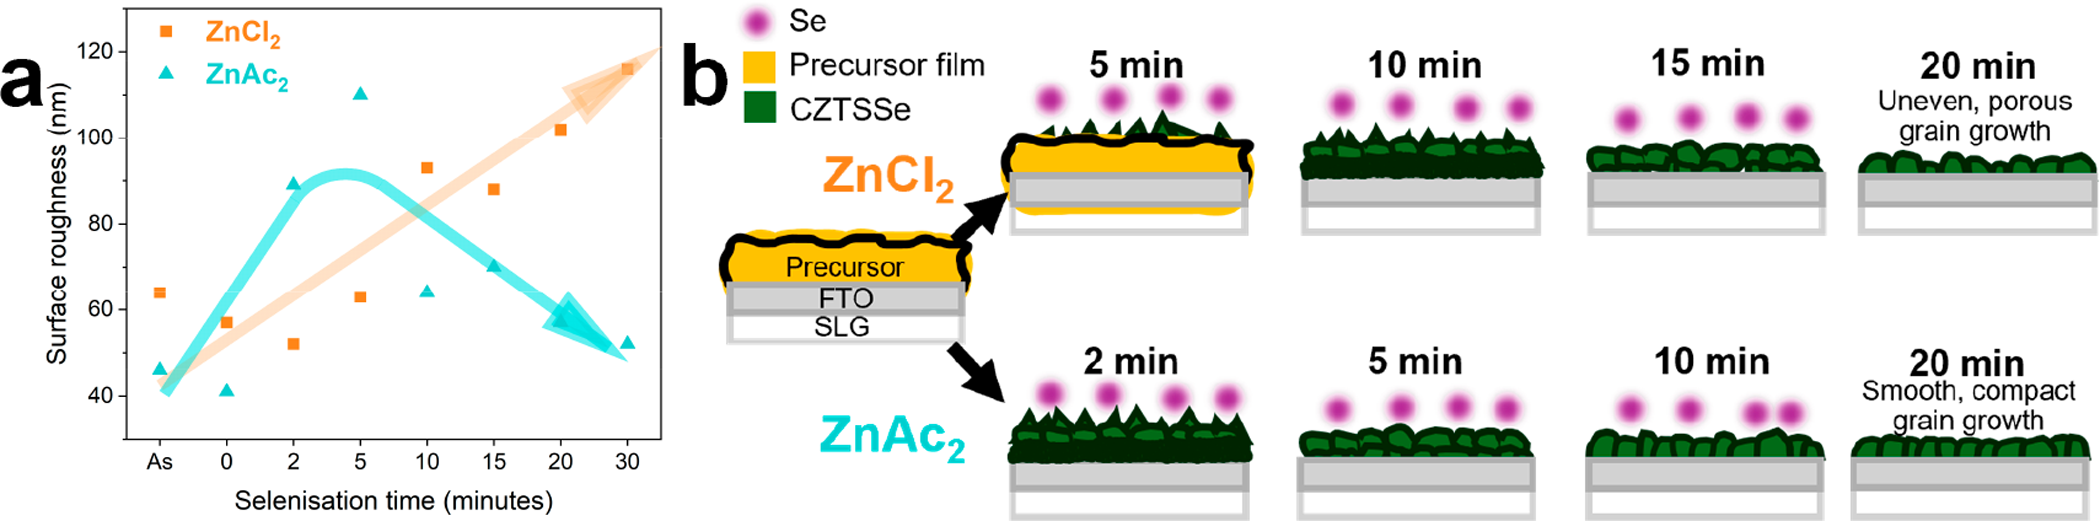 a
ZnCl2
ZnAc2
Surface roughness (nm)
120
100
80
60
40
As 0 2 5 10 15 20 30
Selenisation time (minutes)
b
Se
Precursor film
CZTSSe
ZnCl2
5 min
10 min
15 min
20 min
Uneven, porous
grain growth
Precursor
FTO
SLG
ZnAc2
2 min
5 min
10 min
20 min
Smooth, compact
grain growth